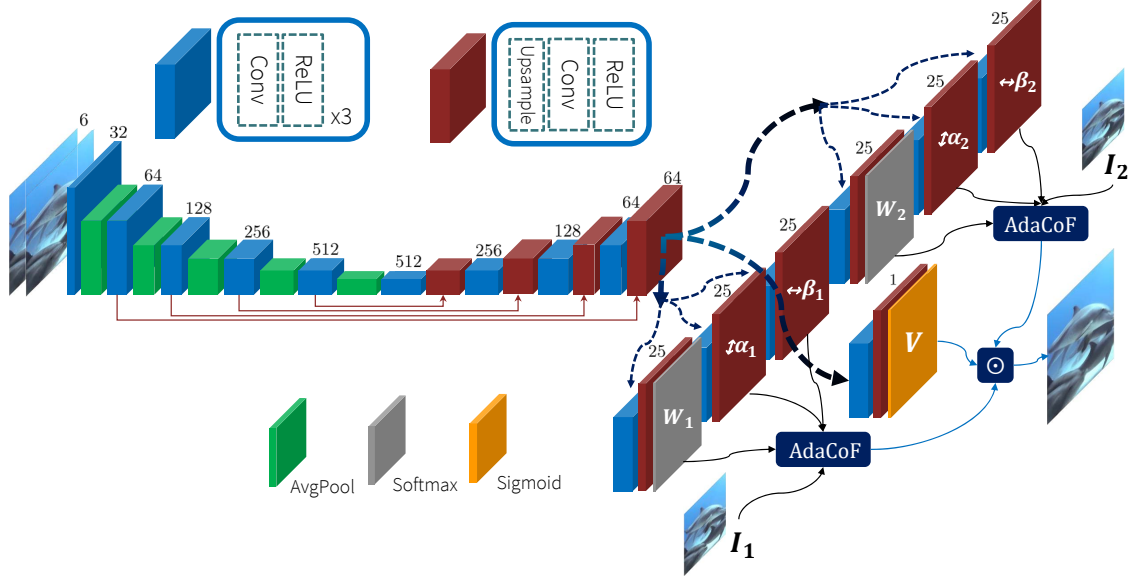 Conv
ReLU
x3
Upsample
Conv
ReLU
6
32
64
128
256
512
512
256
128
64
64
25
W₁
25
↕α₁
25
↔β₁
25
W₂
25
↕α₂
25
↔β₂
I₂
AdaCoF
1
V
⊙
AdaCoF
I₁
AvgPool
Softmax
Sigmoid